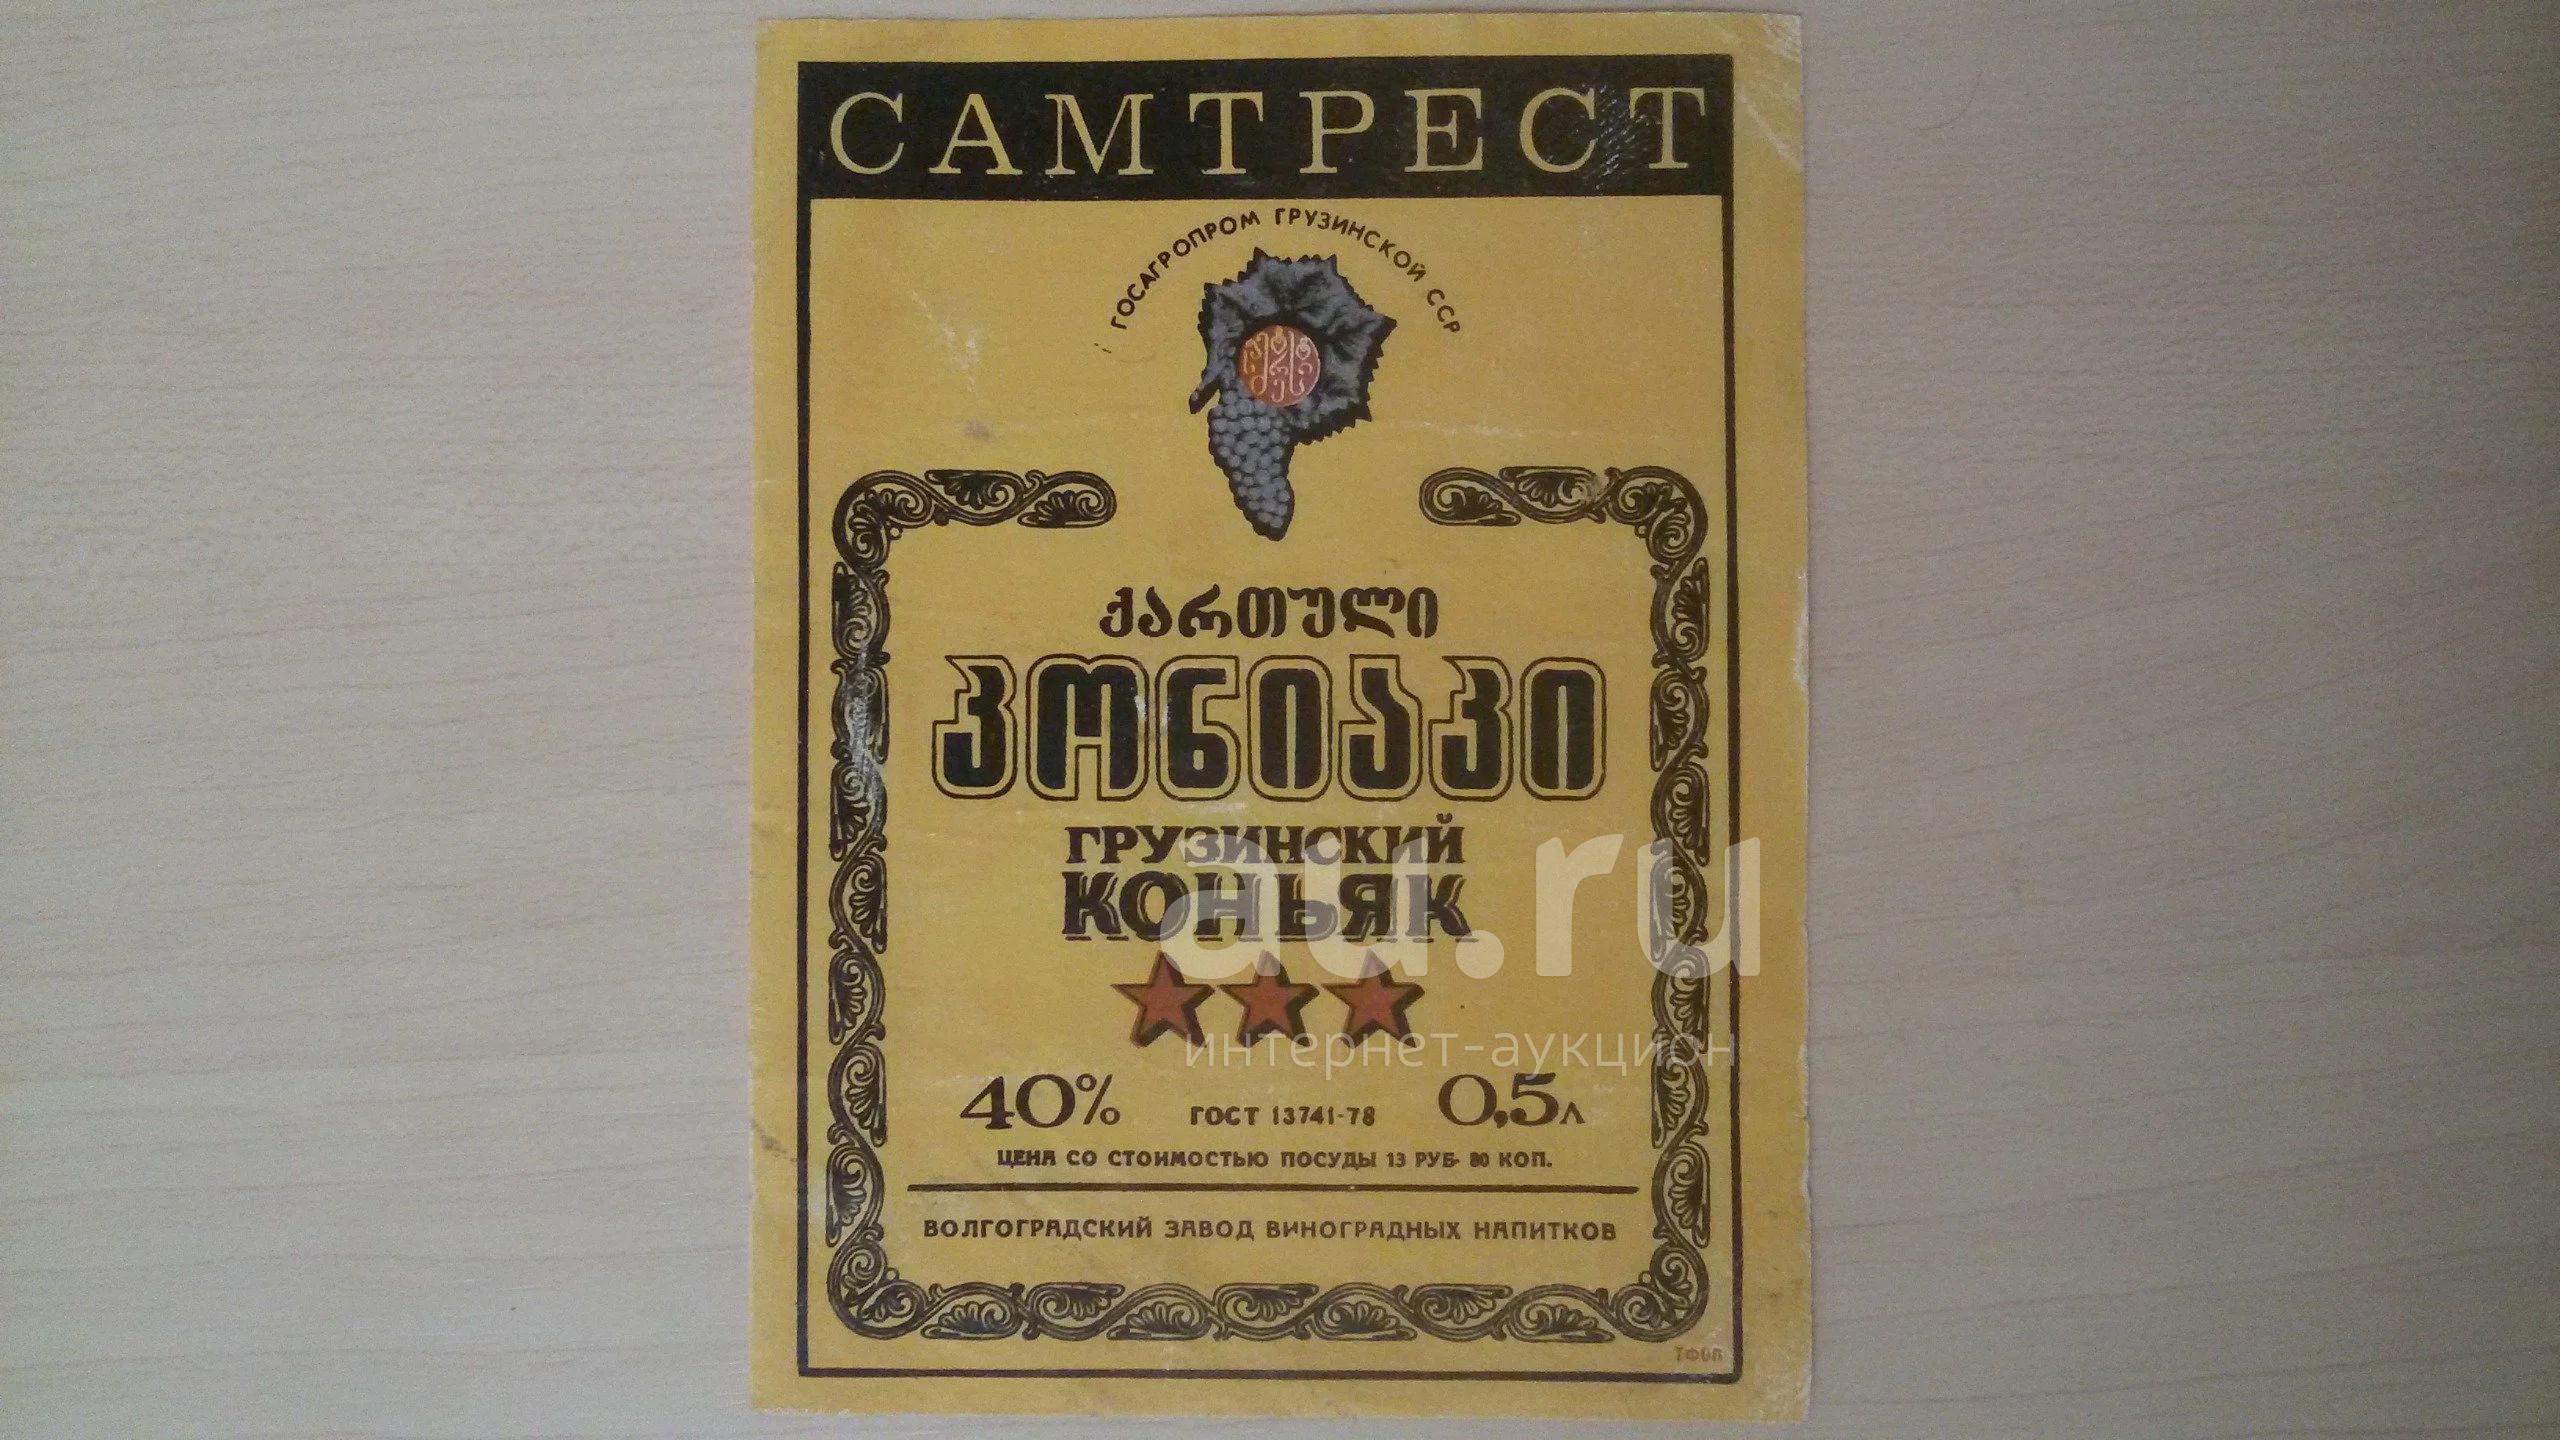 САМТРЕСТ
ГОСАГРОПРОМ ГРУЗИНСКОЙ ССР
ქართული
კონიაკი
ГРУЗИНСКИЙ
КОНЬЯК
au.ru
интернет-аукцион
40% ГОСТ 13741-78 0,5л
ЦЕНА СО СТОИМОСТЬЮ ПОСУДЫ 13 РУБ. 80 КОП.
ВОЛГОГРАДСКИЙ ЗАВОД ВИНОГРАДНЫХ НАПИТКОВ